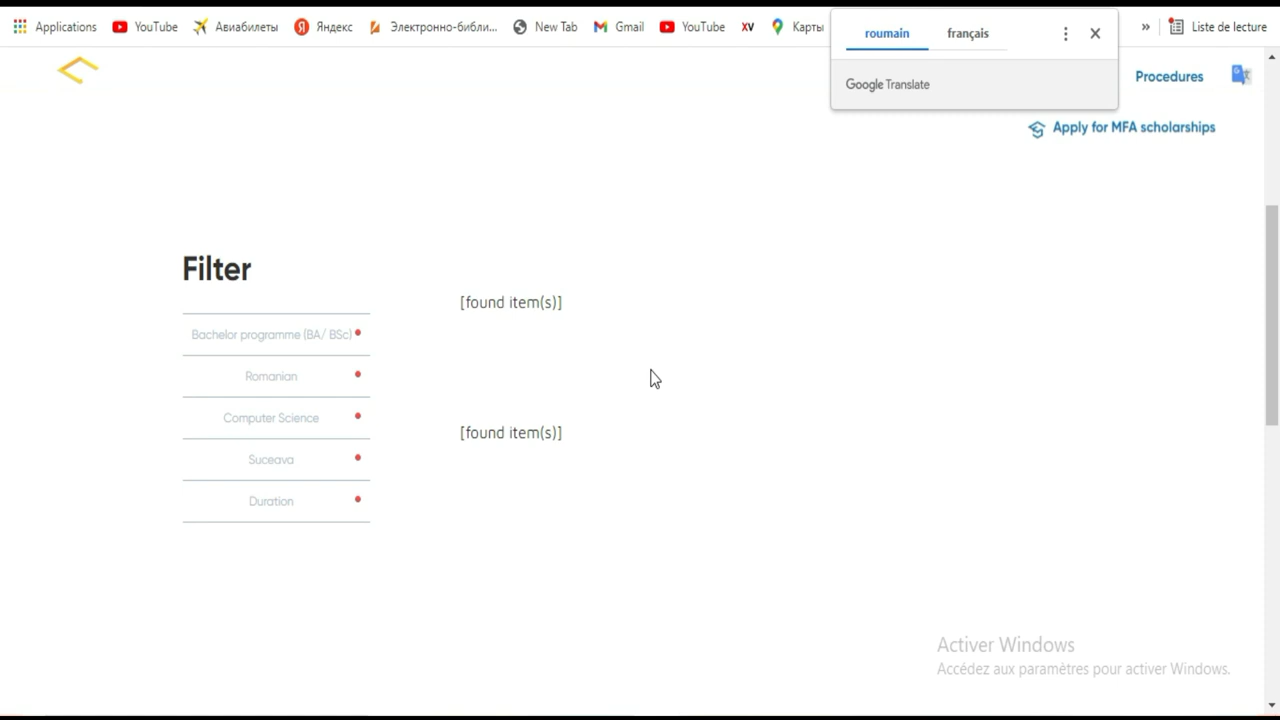 Applications YouTube Авиабилеты Яндекс Электронно-библи... New Tab Gmail YouTube XV Карты » Liste de lecture
roumain français
Google Translate
Procedures
Apply for MFA scholarships
Filter
[found item(s)]
Bachelor programme (BA/ BSc)
Romanian
Computer Science
[found item(s)]
Suceava
Duration
Activer Windows
Accédez aux paramètres pour activer Windows.